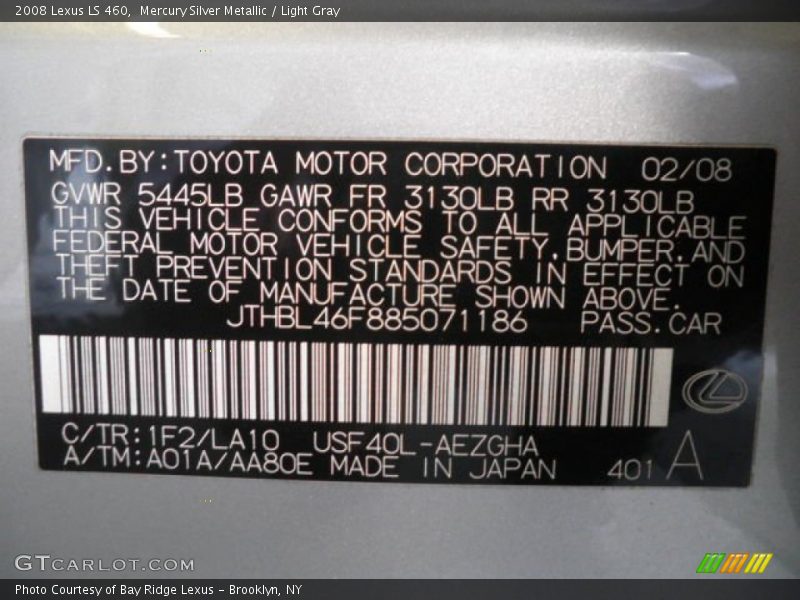 2008 Lexus LS 460, Mercury Silver Metallic / Light Gray
MFD. BY: TOYOTA MOTOR CORPORATION 02/08
GVWR 5445LB GAWR FR 3130LB RR 3130LB
THIS VEHICLE CONFORMS TO ALL APPLICABLE
FEDERAL MOTOR VEHICLE SAFETY, BUMPER, AND
THEFT PREVENTION STANDARDS IN EFFECT ON
THE DATE OF MANUFACTURE SHOWN ABOVE.
JTHBL46F885071186 PASS. CAR
C/TR: 1F2/LA10 USF40L-AEZGHA
A/TM: A01A/AA80E MADE IN JAPAN 401 A
GTCARLOT.COM
Photo Courtesy of Bay Ridge Lexus - Brooklyn, NY